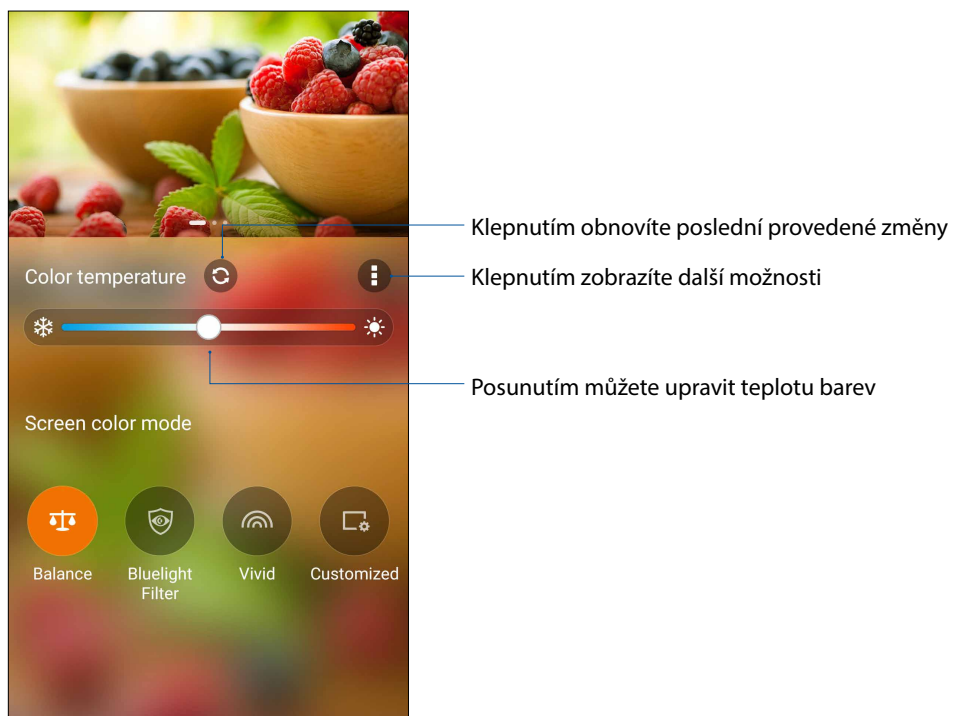 Klepnutím obnovíte poslední provedené změny
Color temperature
Klepnutím zobrazíte další možnosti
Posunutím můžete upravit teplotu barev
Screen color mode
Balance
Bluelight
Filter
Vivid
Customized